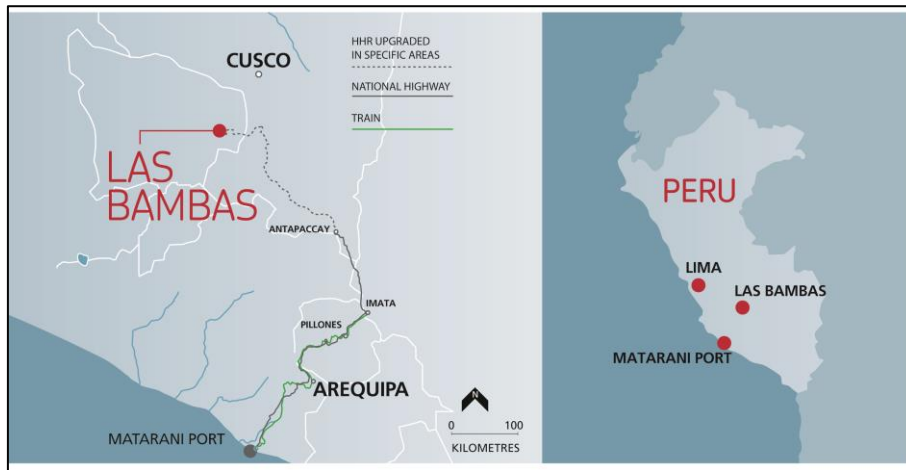 CUSCO
HHR UPGRADED
IN SPECIFIC AREAS
NATIONAL HIGHWAY
TRAIN
LAS
BAMBAS
ANTAPACCAY
IMATA
PILLONES
AREQUIPA
MATARANI PORT
N
0 100
KILOMETRES
PERU
LIMA
LAS BAMBAS
MATARANI PORT